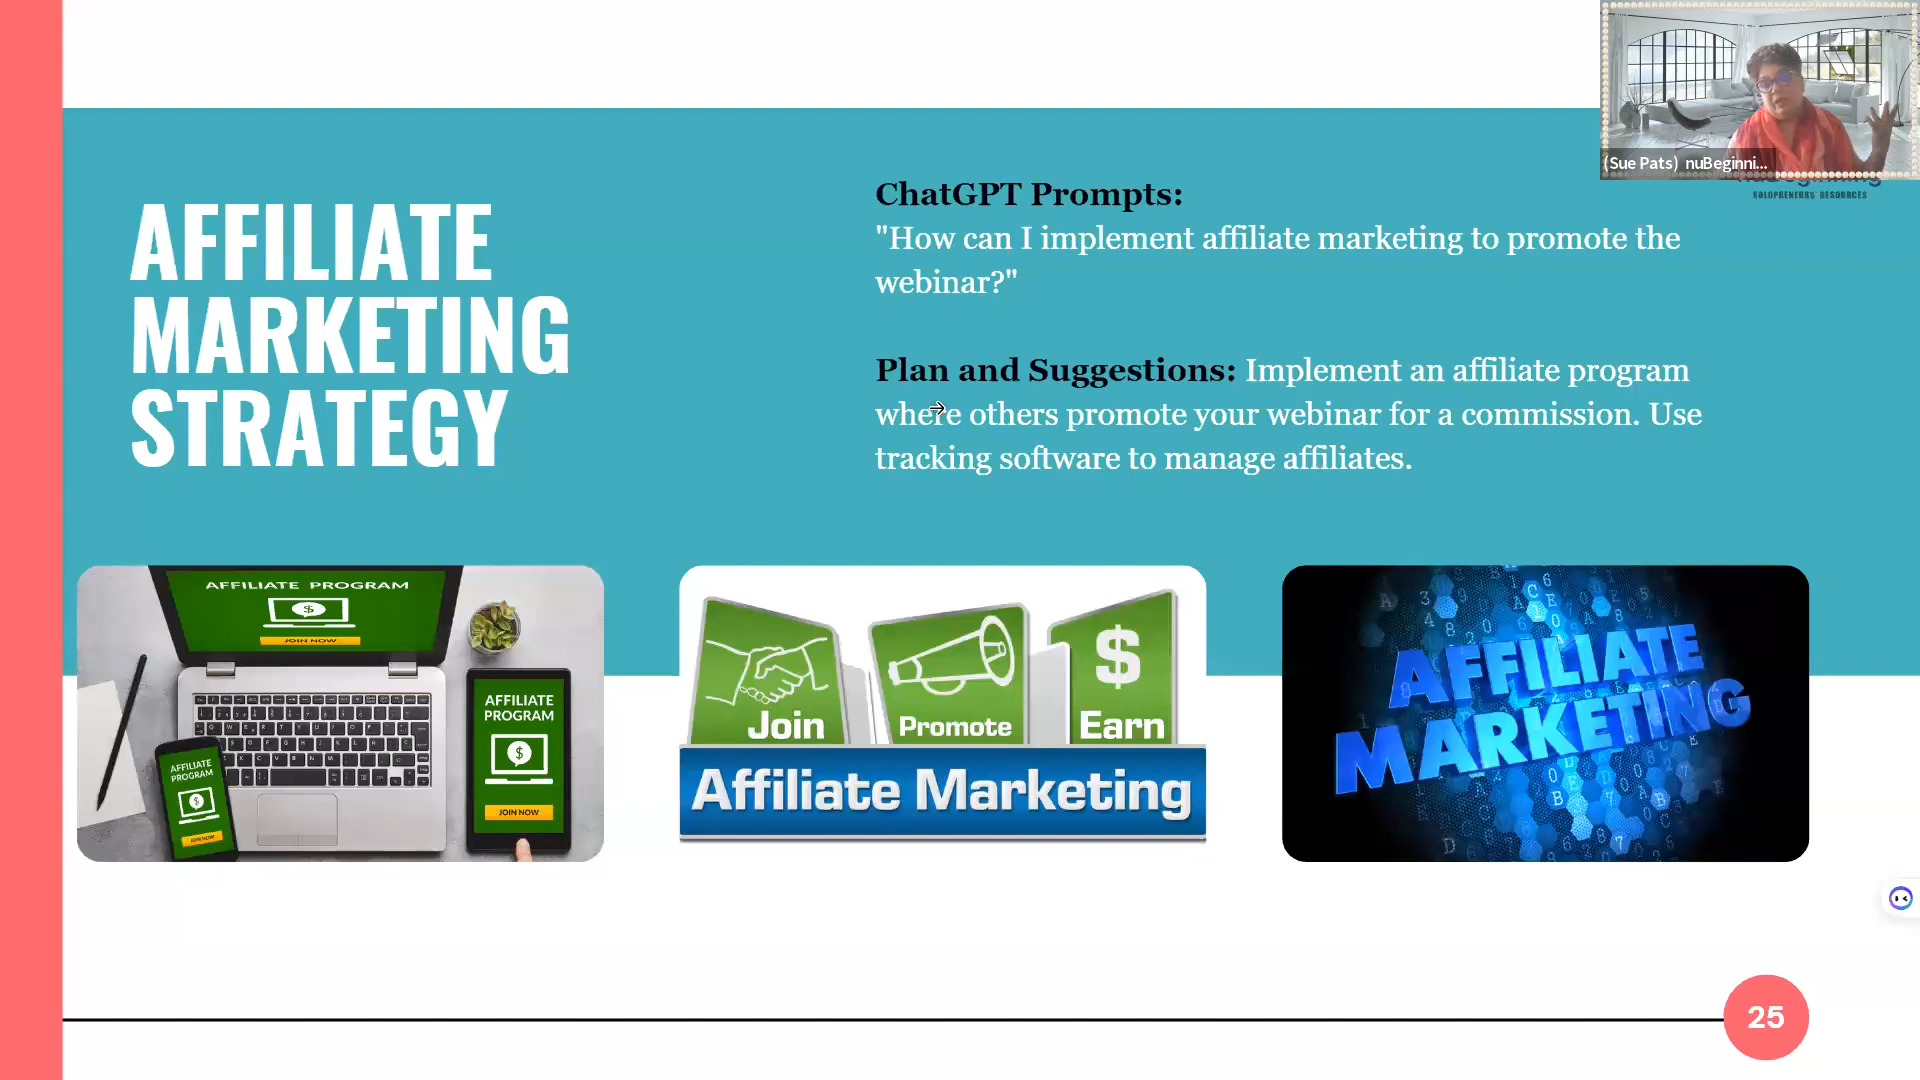 (Sue Pats) nuBeginni...
SOLOPRENEURS' RESOURCES
AFFILIATE
MARKETING
STRATEGY
ChatGPT Prompts:
"How can I implement affiliate marketing to promote the
webinar?"
Plan and Suggestions: Implement an affiliate program
where others promote your webinar for a commission. Use
tracking software to manage affiliates.
AFFILIATE PROGRAM
$
JOIN NOW
AFFILIATE
PROGRAM
$
JOIN NOW
AFFILIATE
PROGRAM
$
JOIN NOW
Join
Promote
$
Earn
Affiliate Marketing
AFFILIATE
MARKETING
25